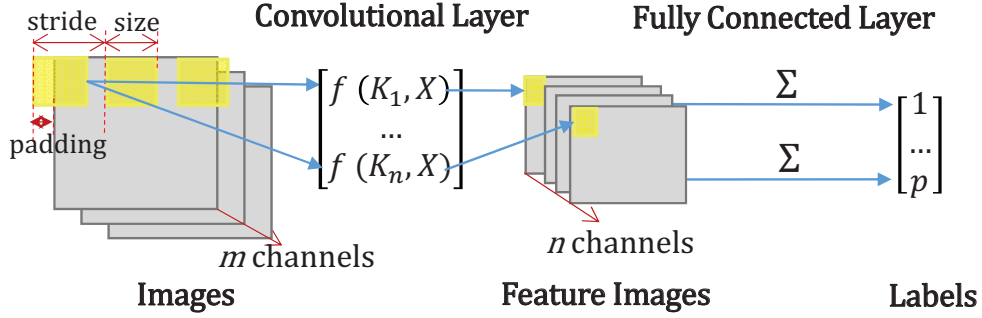 Convolutional Layer
Fully Connected Layer
stride size
padding
[f (K₁, X)
...
f (Kₙ, X)]
Σ
Σ
[1
...
p]
m channels
n channels
Images
Feature Images
Labels